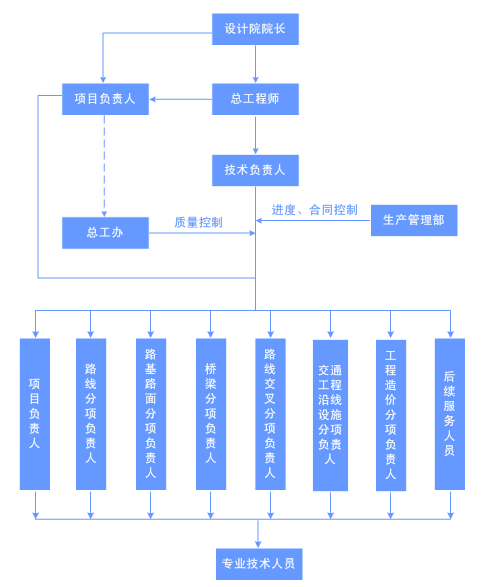 设计院院长
项目负责人
总工程师
技术负责人
进度、合同控制
生产管理部
质量控制
总工办
项目负责人
路线分项负责人
路基路面分项负责人
桥梁分项负责人
路线交叉分项负责人
交通工程沿线设施分项负责人
工程造价分项负责人
后续服务人员
专业技术人员